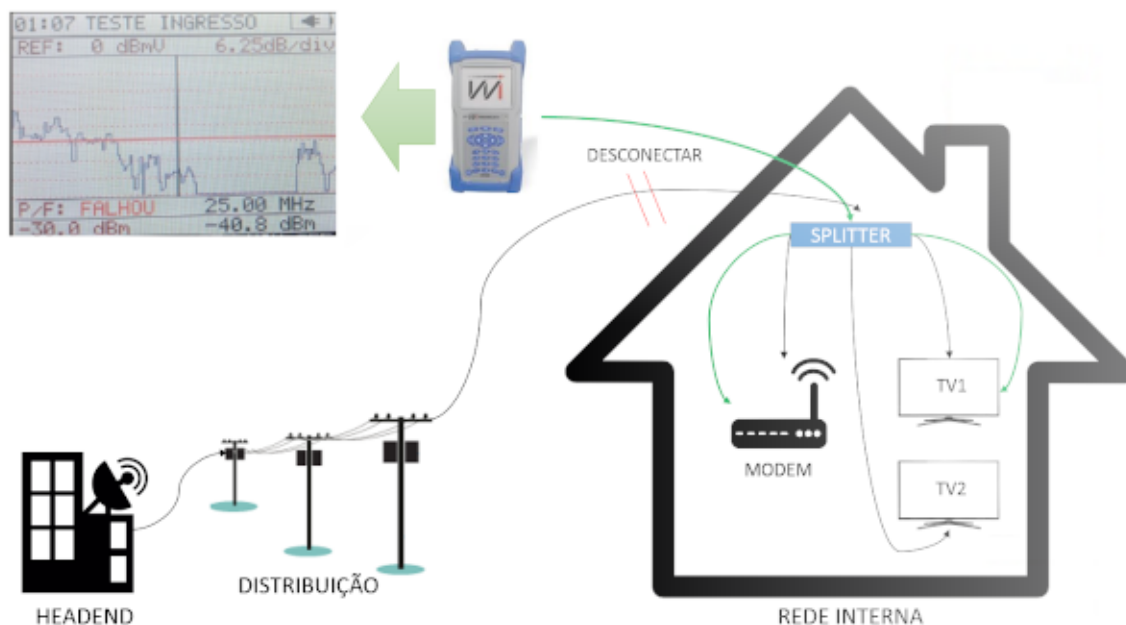 01:07 TESTE INGRESSO
REF: 0 dBmV 6.25dB/div
P/F: FALHOU 25.00 MHz
-30.0 dBm -40.8 dBm
DESCONECTAR
SPLITTER
TV1
MODEM
TV2
DISTRIBUIÇÃO
HEADEND
REDE INTERNA